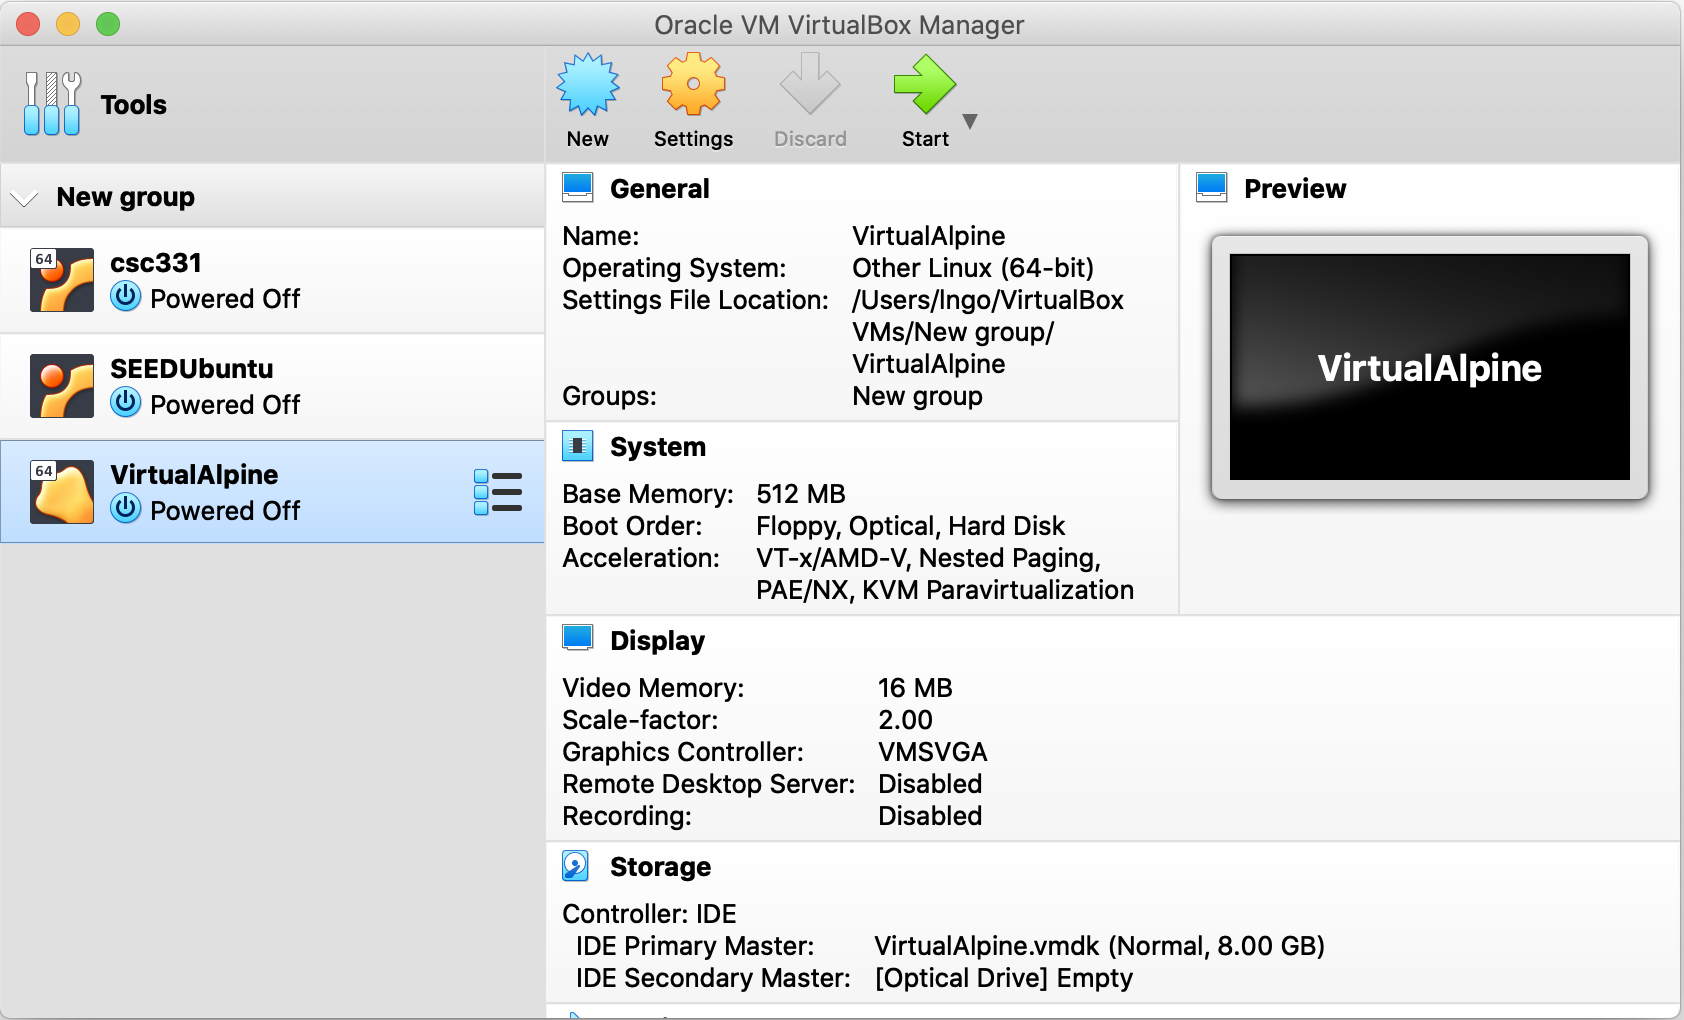 Oracle VM VirtualBox Manager
Tools
New
Settings
Discard
Start
New group
64
csc331
Powered Off
SEEDUbuntu
Powered Off
64
VirtualAlpine
Powered Off
General
Name: VirtualAlpine
Operating System: Other Linux (64-bit)
Settings File Location: /Users/Ingo/VirtualBox
VMs/New group/
VirtualAlpine
Groups: New group
Preview
VirtualAlpine
System
Base Memory: 512 MB
Boot Order: Floppy, Optical, Hard Disk
Acceleration: VT-x/AMD-V, Nested Paging,
PAE/NX, KVM Paravirtualization
Display
Video Memory: 16 MB
Scale-factor: 2.00
Graphics Controller: VMSVGA
Remote Desktop Server: Disabled
Recording: Disabled
Storage
Controller: IDE
IDE Primary Master: VirtualAlpine.vmdk (Normal, 8.00 GB)
IDE Secondary Master: [Optical Drive] Empty